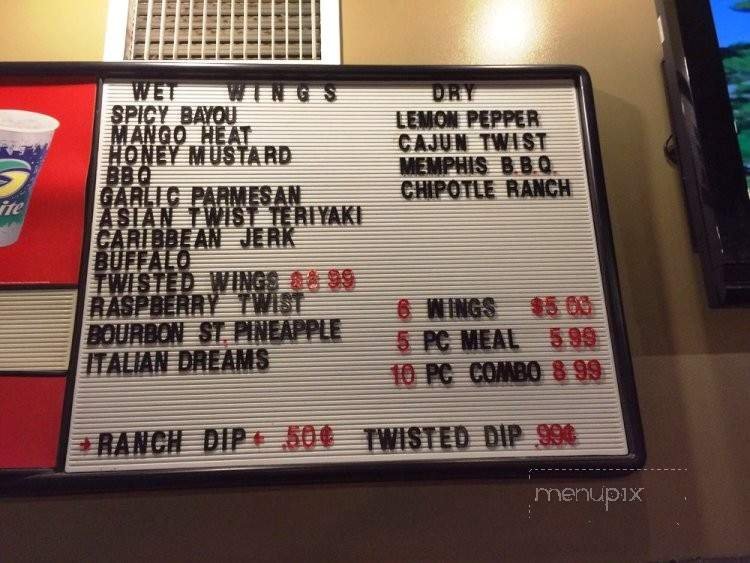 WET WINGS DRY
SPICY BAYOU
MANGO HEAT
HONEY MUSTARD
BBQ
GARLIC PARMESAN
ASIAN TWIST TERIYAKI
CARIBBEAN JERK
BUFFALO
TWISTED WINGS $8 99
RASPBERRY TWIST
BOURBON ST. PINEAPPLE
ITALIAN DREAMS
LEMON PEPPER
CAJUN TWIST
MEMPHIS B.B.Q.
CHIPOTLE RANCH
6 WINGS $5 00
5 PC MEAL 5 99
10 PC COMBO 8 99
RANCH DIP .50¢ TWISTED DIP .99¢
ite
menupix